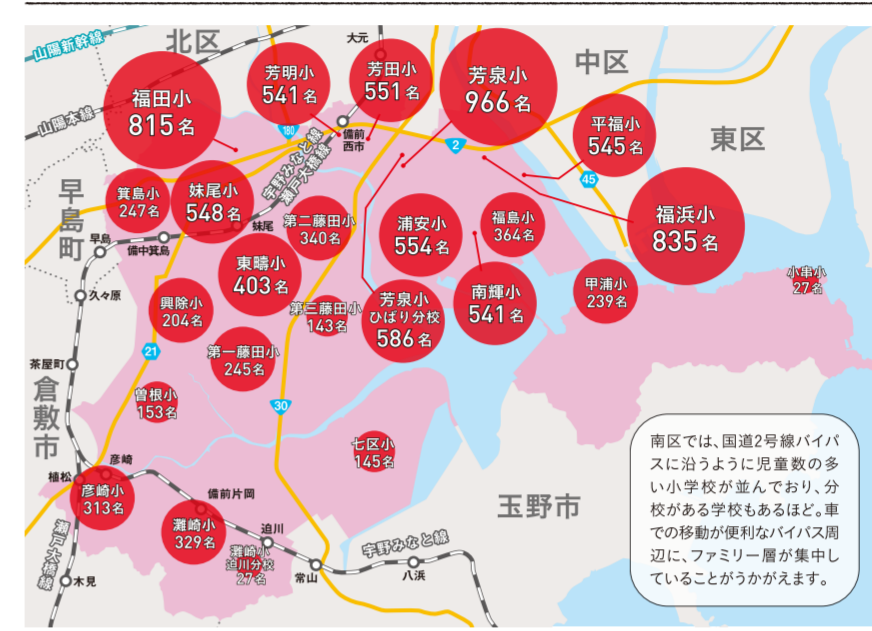 山陽新幹線
北区
大元
中区
東区
山陽本線
福田小
815名
芳明小
541名
芳田小
551名
芳泉小
966名
平福小
545名
180
備前
西市
2
45
宇野みなと線
瀬戸大橋線
早島町
箕島小
247名
妹尾小
548名
妹尾
第二藤田小
340名
浦安小
554名
福島小
364名
福浜小
835名
早島
備中箕島
東疇小
403名
久々原
興除小
204名
第三藤田小
143名
芳泉小
ひばり分校
586名
南輝小
541名
甲浦小
239名
小串小
27名
21
茶屋町
第一藤田小
245名
倉敷市
曽根小
153名
30
七区小
145名
彦崎
植松
彦崎小
313名
備前片岡
灘崎小
329名
迫川
灘崎小
迫川分校
27名
常山
宇野みなと線
八浜
玉野市
瀬戸大橋線
木見
南区では、国道2号線バイパ
スに沿うように児童数の多
い小学校が並んでおり、分
校がある学校もあるほど。車
での移動が便利なバイパス周
辺に、ファミリー層が集中し
ていることがうかがえます。